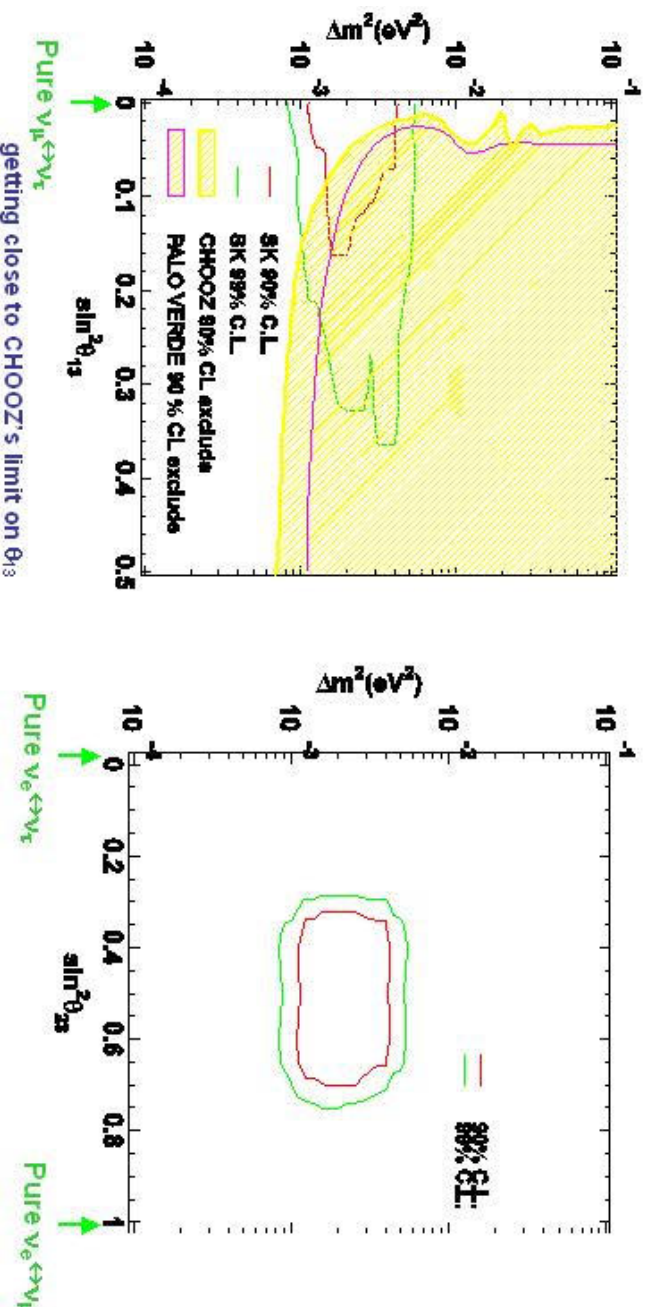 Δm²(eV²)
10⁻¹
10⁻²
10⁻³
10⁻⁴
0 0.1 0.2 0.3 0.4 0.5
sin²θ₁₃
SK 90% C.L.
SK 99% C.L.
CHOOZ 90% CL exclude
PALO VERDE 90 % CL exclude
Pure νμ↔ντ
getting close to CHOOZ's limit on θ₁₃
Δm²(eV²)
10⁻¹
10⁻²
10⁻³
10⁻⁴
0 0.2 0.4 0.6 0.8 1
sin²θ₂₃
90% C.L.
99% C.L.
Pure νe↔ντ
Pure νe↔ν